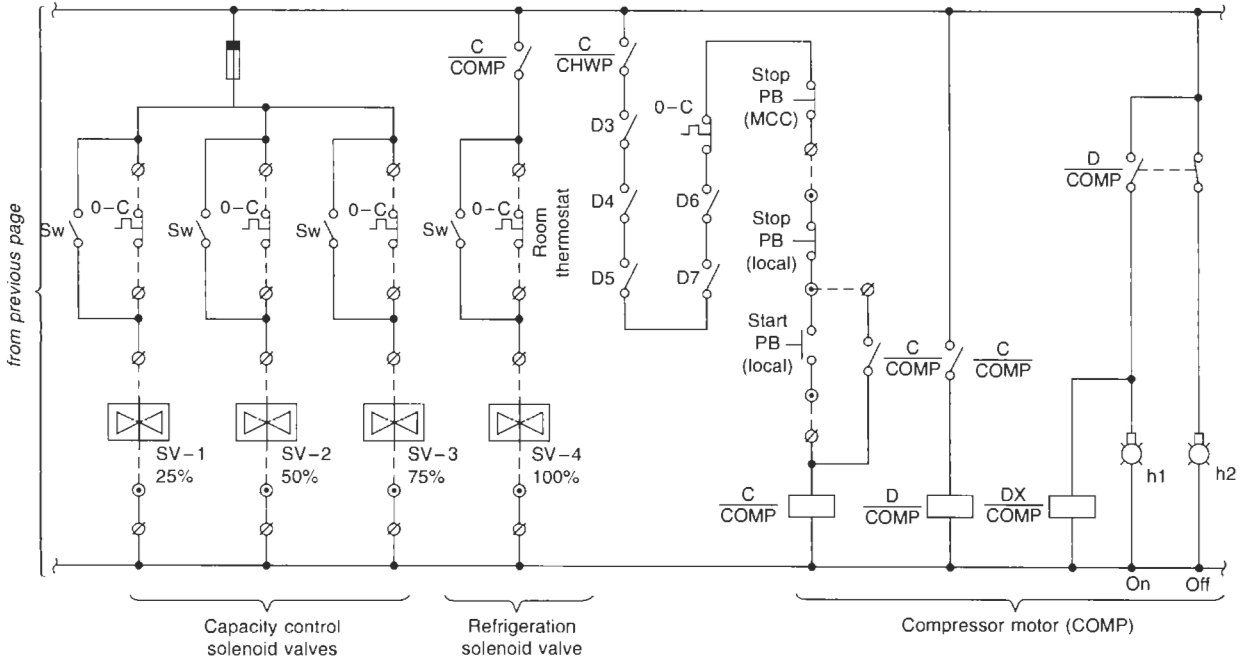 from previous page
C
COMP
C
CHWP
Stop
PB
(MCC)
0-C
D3
D
COMP
0-C
0-C
0-C
0-C
D4
D6
Sw
Sw
Sw
Sw
Room
thermostat
Stop
PB
(local)
D5
D7
Start
PB
(local)
C
COMP
C
COMP
SV-1
25%
SV-2
50%
SV-3
75%
SV-4
100%
h1
h2
C
COMP
D
COMP
DX
COMP
On
Off
Capacity control
solenoid valves
Refrigeration
solenoid valve
Compressor motor (COMP)